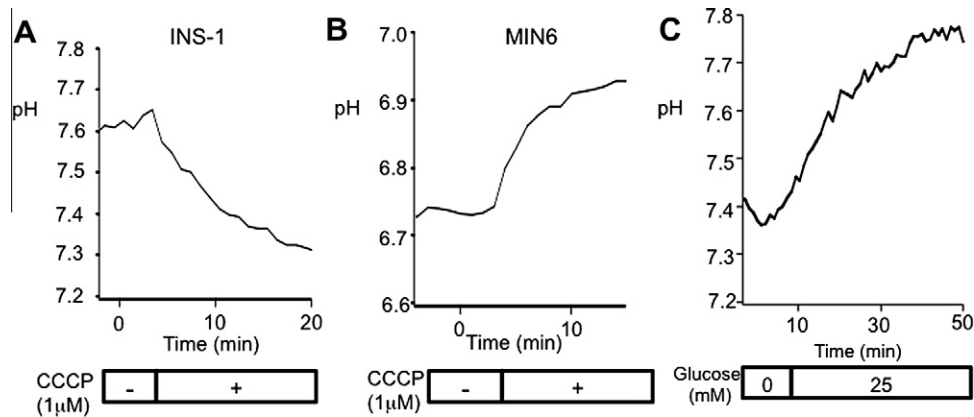 A INS-1
pH
7.8
7.7
7.6
7.5
7.4
7.3
7.2
0 10 20
Time (min)
CCCP
(1μM)
- +
B MIN6
pH
7.0
6.9
6.8
6.7
6.6
0 10
Time (min)
CCCP
(1μM)
- +
C
pH
7.8
7.7
7.6
7.5
7.4
7.3
7.2
10 30 50
Time (min)
Glucose
(mM)
0 25